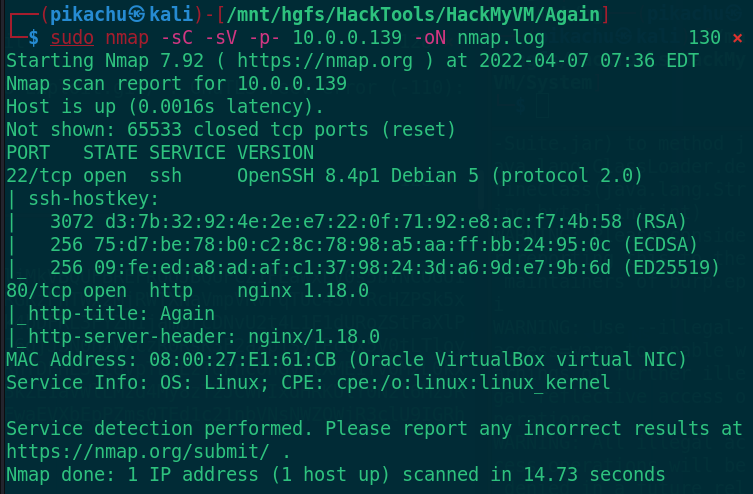 ┌──(pikachu㉿kali)-[/mnt/hgfs/HackTools/HackMyVM/Again]
└─$ sudo nmap -sC -sV -p- 10.0.0.139 -oN nmap.log 130 ⨯
Starting Nmap 7.92 ( https://nmap.org ) at 2022-04-07 07:36 EDT
Nmap scan report for 10.0.0.139
Host is up (0.0016s latency).
Not shown: 65533 closed tcp ports (reset)
PORT   STATE SERVICE VERSION
22/tcp open  ssh     OpenSSH 8.4p1 Debian 5 (protocol 2.0)
| ssh-hostkey:
|   3072 d3:7b:32:92:4e:2e:e7:22:0f:71:92:e8:ac:f7:4b:58 (RSA)
|   256 75:d7:be:78:b0:c2:8c:78:98:a5:aa:ff:bb:24:95:0c (ECDSA)
|_  256 09:fe:ed:a8:ad:af:c1:37:98:24:3d:a6:9d:e7:9b:6d (ED25519)
80/tcp open  http    nginx 1.18.0
|_http-title: Again
|_http-server-header: nginx/1.18.0
MAC Address: 08:00:27:E1:61:CB (Oracle VirtualBox virtual NIC)
Service Info: OS: Linux; CPE: cpe:/o:linux:linux_kernel

Service detection performed. Please report any incorrect results at
https://nmap.org/submit/ .
Nmap done: 1 IP address (1 host up) scanned in 14.73 seconds